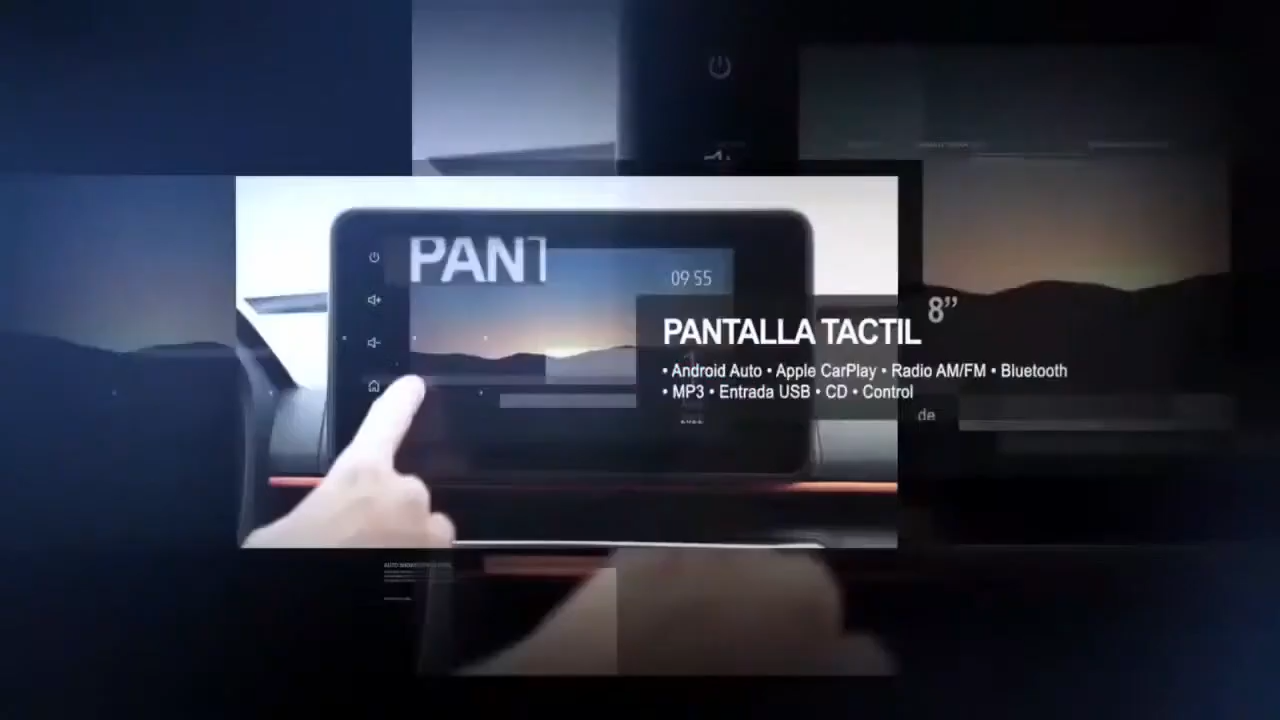 PANT
09 55
8”
PANTALLA TACTIL
• Android Auto • Apple CarPlay • Radio AM/FM • Bluetooth
• MP3 • Entrada USB • CD • Control
de